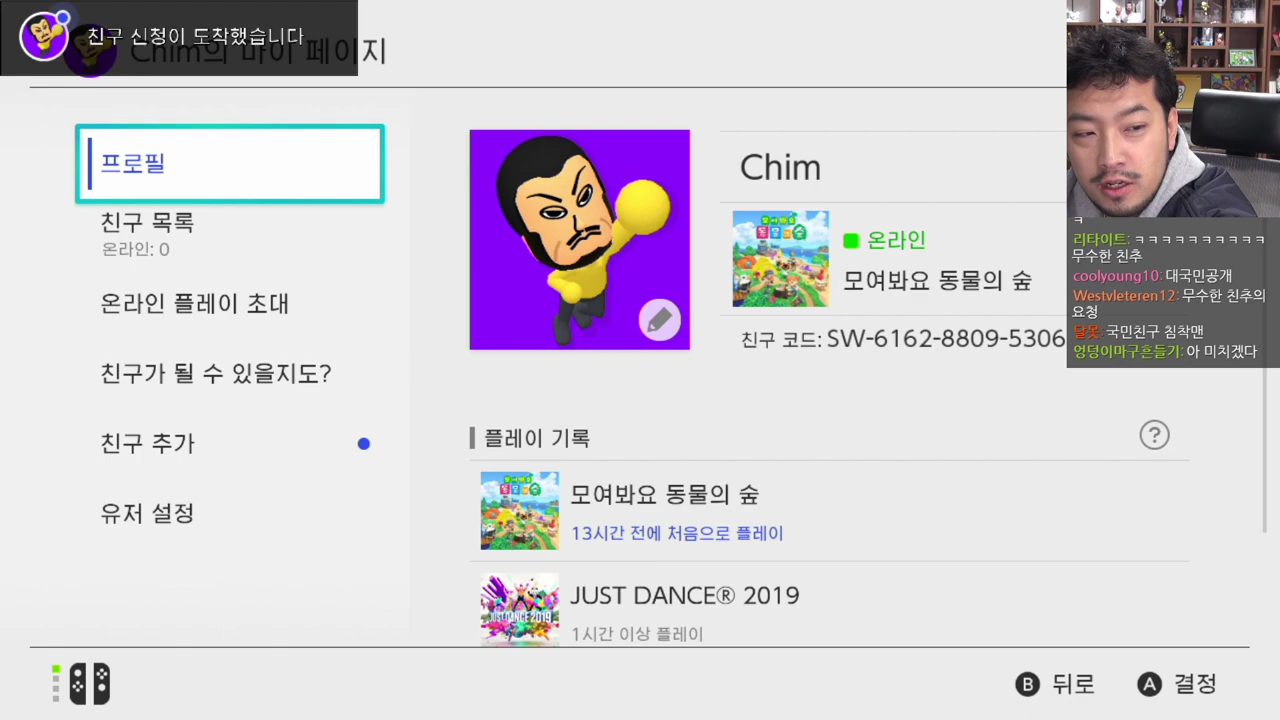 친구 신청이 도착했습니다
Chim의 마이 페이지
프로필
친구 목록
온라인: 0
온라인 플레이 초대
친구가 될 수 있을지도?
친구 추가
유저 설정
Chim
온라인
모여봐요 동물의 숲
친구 코드: SW-6162-8809-5306
플레이 기록
?
모여봐요 동물의 숲
13시간 전에 처음으로 플레이
JUST DANCE 2019
JUST DANCE® 2019
1시간 이상 플레이
ㅋ
리타이트: ㅋㅋㅋㅋㅋㅋㅋㅋㅋㅋ
무수한 친추
coolyoung10: 대국민공개
Westvleteren12: 무수한 친추의
요청
달못: 국민친구 침착맨
엉덩이마구흔들기: 아 미치겠다
B 뒤로
A 결정